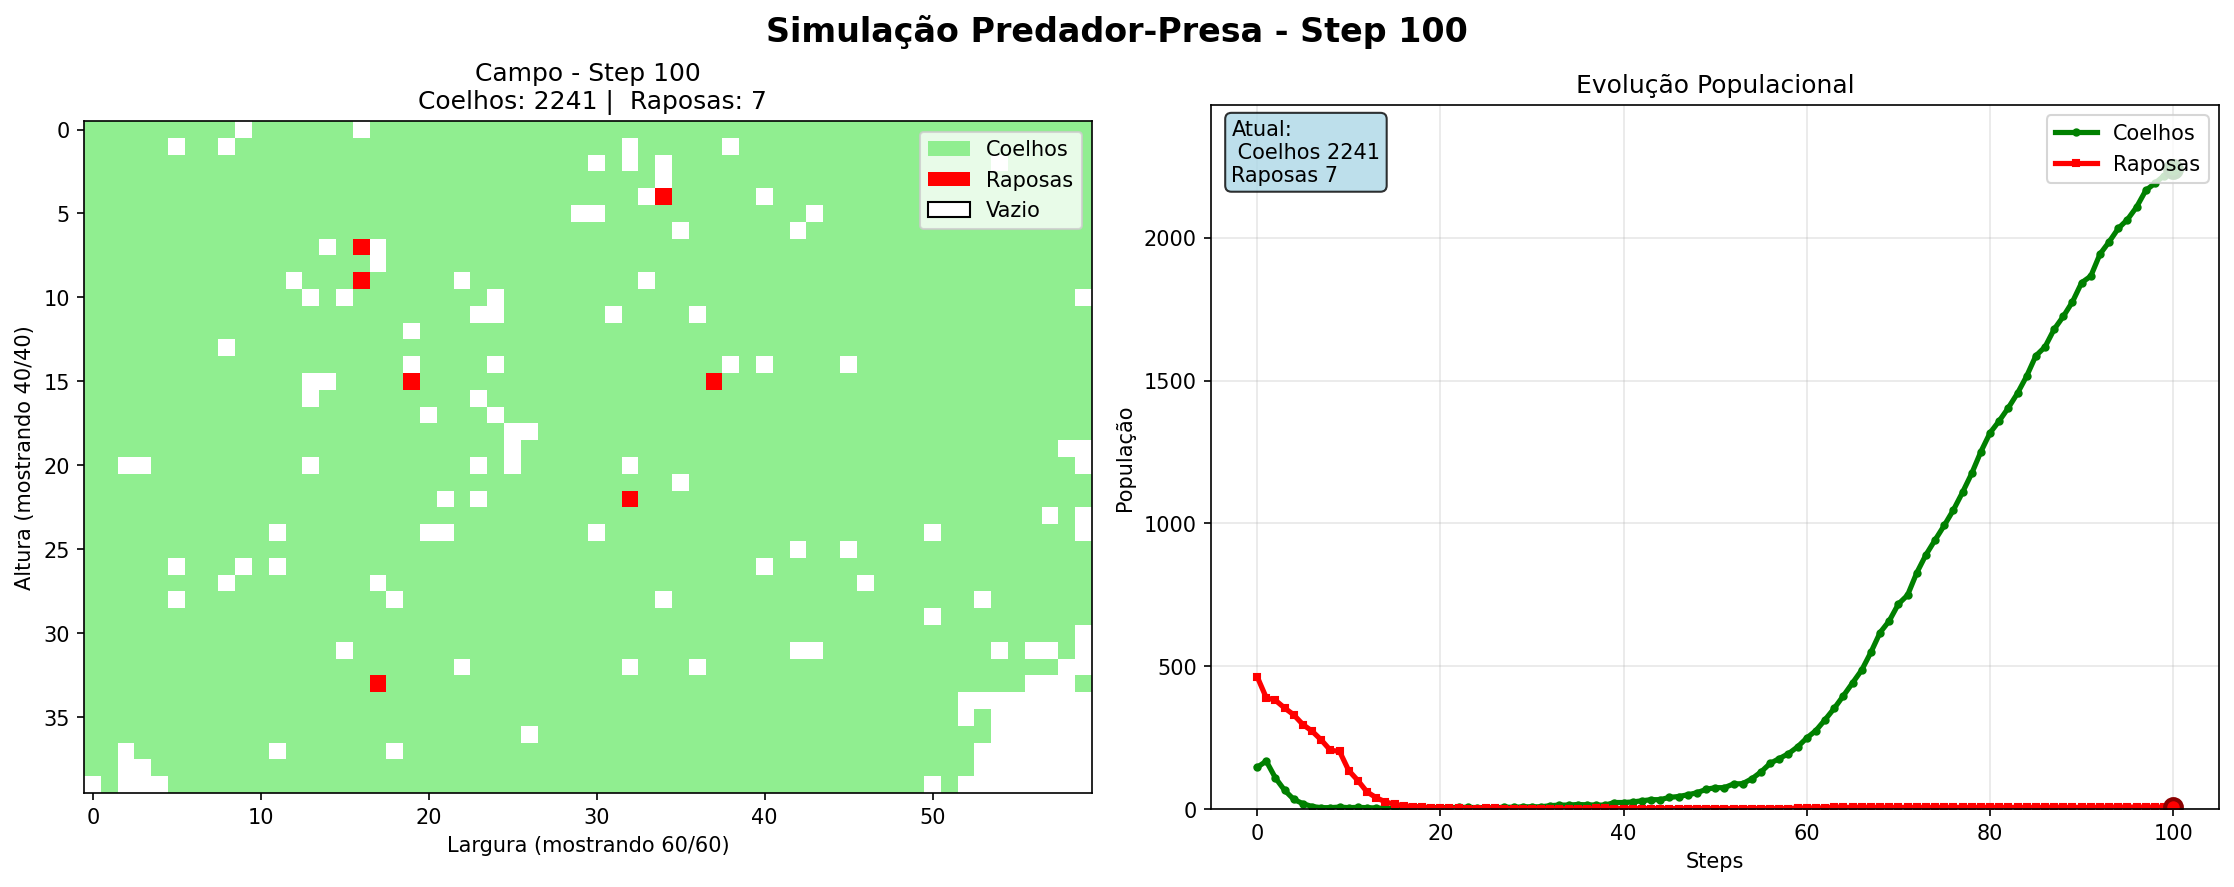 Simulação Predador-Presa - Step 100
Campo - Step 100
Coelhos: 2241 |  Raposas: 7
Coelhos
Raposas
Vazio
0
5
10
15
20
25
30
35
Altura (mostrando 40/40)
0
10
20
30
40
50
Largura (mostrando 60/60)
Evolução Populacional
Atual:
Coelhos 2241
Raposas 7
Coelhos
Raposas
2000
1500
1000
500
0
População
0
20
40
60
80
100
Steps